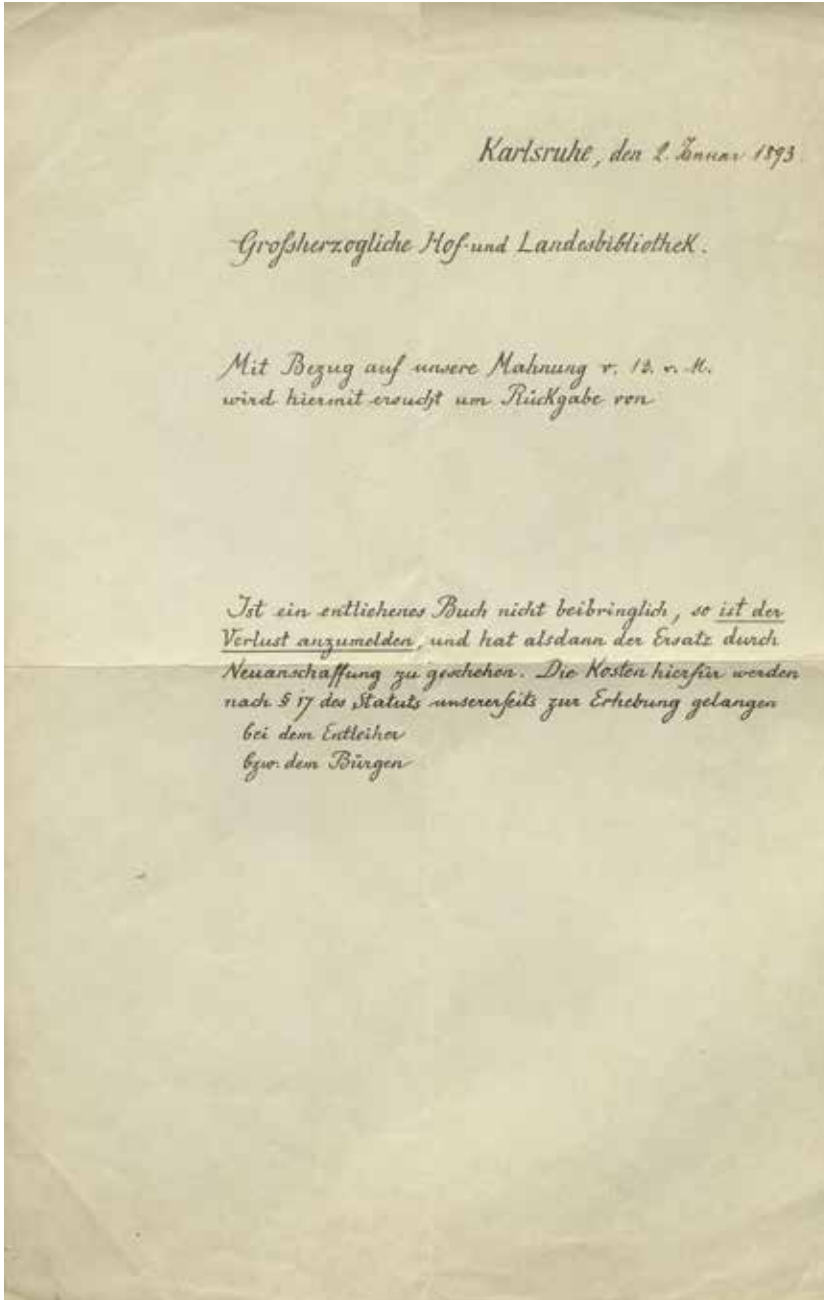 Karlsruhe, den 2. Januar 1893.
Großherzogliche Hof- und Landesbibliothek.
Mit Bezug auf unsere Mahnung v. 12. v. M.
wird hiermit ersucht um Rückgabe von
Ist ein entliehenes Buch nicht beibringlich, so ist der
Verlust anzumelden, und hat alsdann der Ersatz durch
Neuanschaffung zu geschehen. Die Kosten hierfür werden
nach § 17 des Statuts unsererseits zur Erhebung gelangen
bei dem Entleiher
bzw. dem Bürgen